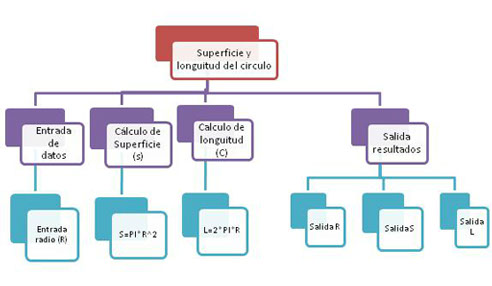 Superficie y
longuitud del circulo
Entrada
de
datos
Cálculo de
Superficie
(s)
Calculo de
longuitud
(C)
Salida
resultados
Entrada
radio (R)
S=PI*R^2
L=2*PI*R
Salida R
SalidaS
Salida
L